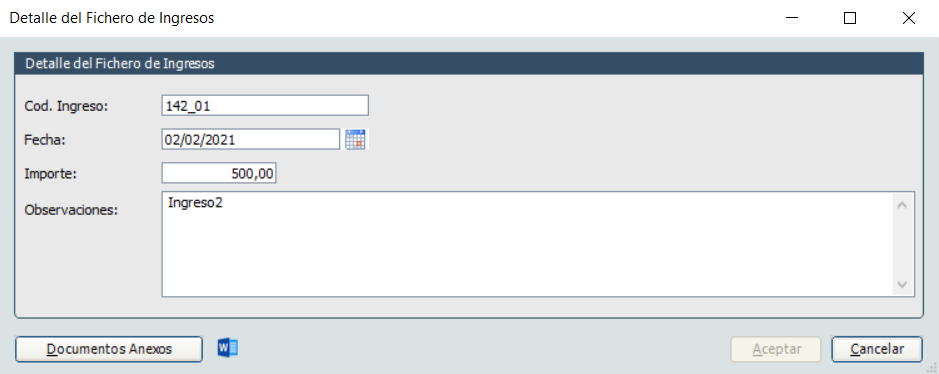 Detalle del Fichero de Ingresos
Detalle del Fichero de Ingresos
Cod. Ingreso: 142_01
Fecha: 02/02/2021
Importe: 500,00
Observaciones: Ingreso2
Documentos Anexos W Aceptar Cancelar